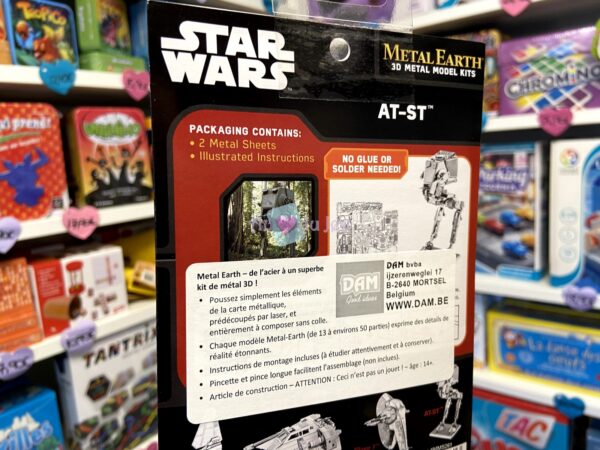 STAR
WARS
METAL EARTH
3D METAL MODEL KITS
AT-ST™
PACKAGING CONTAINS:
• 2 Metal Sheets
• Illustrated Instructions
NO GLUE OR
SOLDER NEEDED!
Metal Earth – de l'acier à un superbe
kit de métal 3D !
• Poussez simplement les éléments
de la carte métallique,
prédécoupés par laser, et
entièrement à composer sans colle.
• Chaque modèle Metal-Earth (de 13 à environs 50 parties) exprime des détails de
réalité étonnants.
• Instructions de montage incluses (à étudier attentivement et à conserver).
• Pincette et pince longue facilitent l'assemblage (non incluses).
• Article de construction – ATTENTION : Ceci n'est pas un jouet ! – âge : 14+.
DAM
Good ideas
DAM bvba
ijzerenweglei 17
B-2640 MORTSEL
Belgium
WWW.DAM.BE
AT-ST™
TANTRIX
TAC